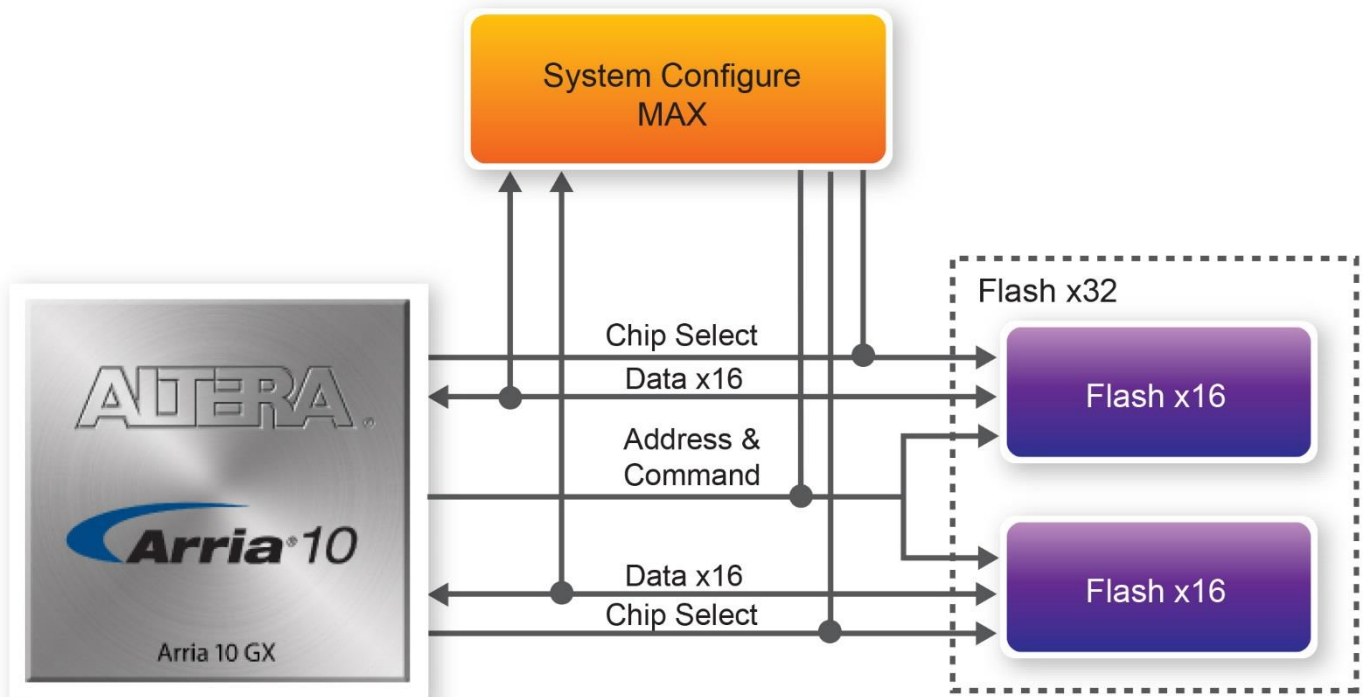 System Configure
MAX
Flash x32
Chip Select
Data x16
Flash x16
Address &
Command
ALTERA®
Arria® 10
Data x16
Flash x16
Chip Select
Arria 10 GX